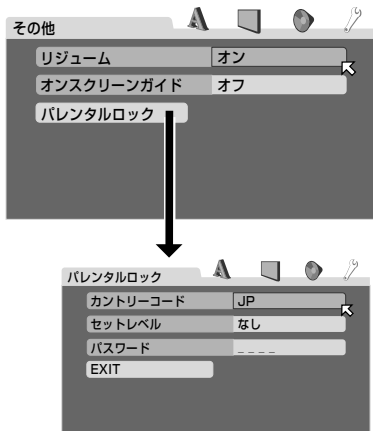 その他
リジューム オン
オンスクリーンガイド オフ
パレンタルロック
パレンタルロック
カントリーコード JP
セットレベル なし
パスワード _ _ _ _
EXIT